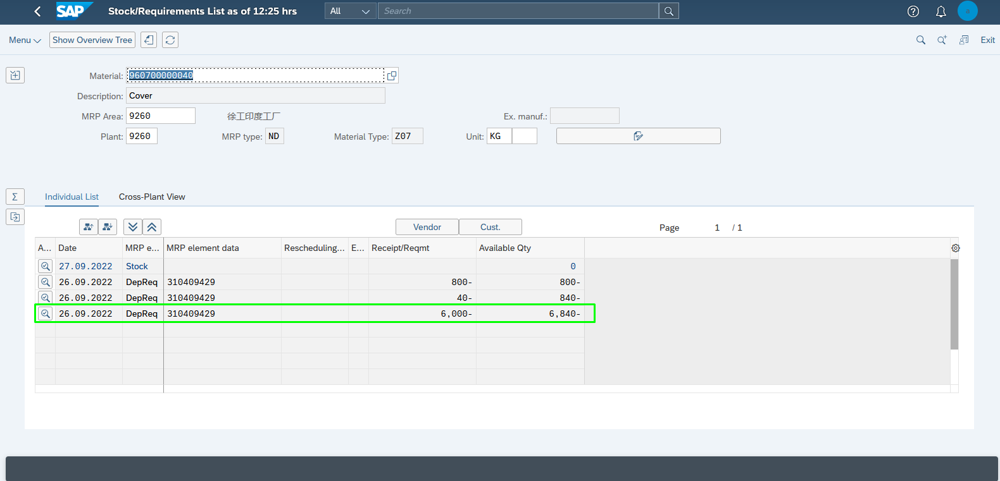 SAP Stock/Requirements List as of 12:25 hrs All Search a
Menu Show Overview Tree Exit
Material: 960700000040
Description: Cover
MRP Area: 9260 徐工印度工厂 Ex. manuf.:
Plant: 9260 MRP type: ND Material Type: Z07 Unit: KG
Individual List Cross-Plant View
Vendor Cust. Page 1 / 1
A... Date MRP e... MRP element data Rescheduling... E... Receipt/Reqmt Available Qty
27.09.2022 Stock 0
26.09.2022 DepReq 310409429 800- 800-
26.09.2022 DepReq 310409429 40- 840-
26.09.2022 DepReq 310409429 6,000- 6,840-